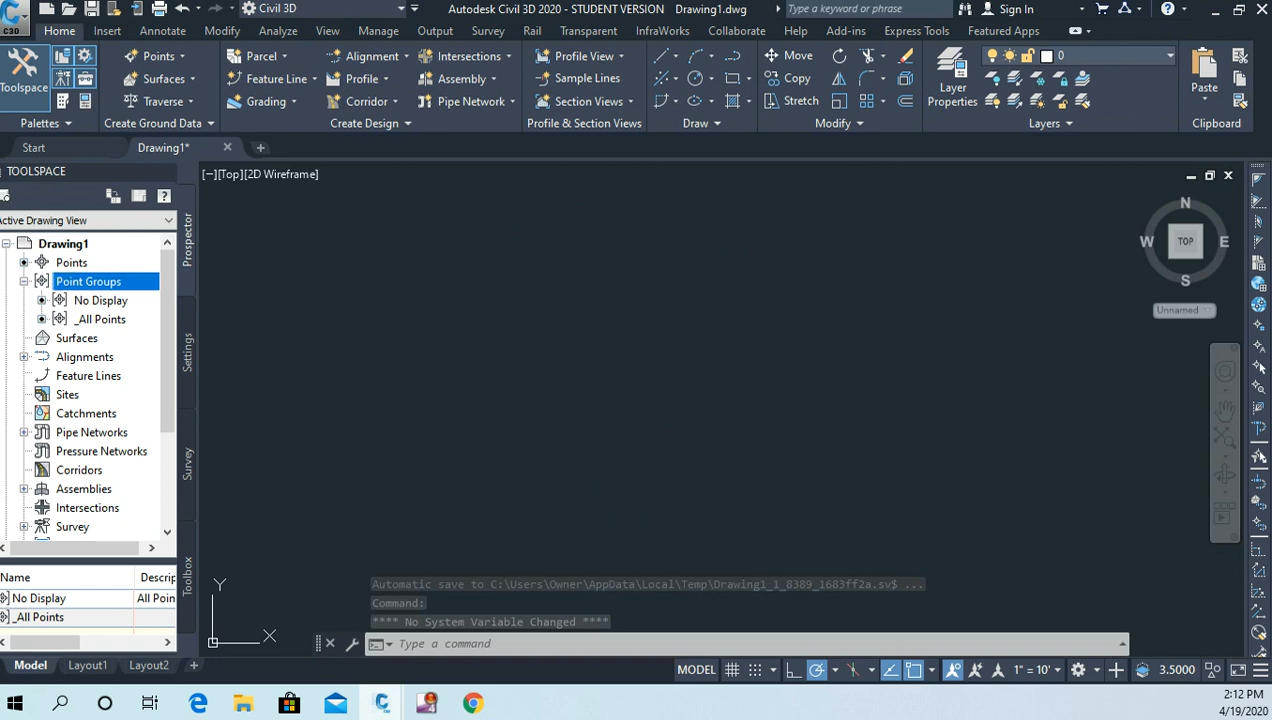 C3D
Civil 3D
Autodesk Civil 3D 2020 - STUDENT VERSION Drawing1.dwg
Type a keyword or phrase
Sign In
Home Insert Annotate Modify Analyze View Manage Output Survey Rail Transparent InfraWorks Collaborate Help Add-ins Express Tools Featured Apps
Toolspace
Points
Surfaces
Traverse
Parcel
Feature Line
Grading
Alignment
Profile
Corridor
Intersections
Assembly
Pipe Network
Profile View
Sample Lines
Section Views
Move
Copy
Stretch
Layer
Properties
0
Paste
Palettes Create Ground Data Create Design Profile & Section Views Draw Modify Layers Clipboard
Start Drawing1*
TOOLSPACE
[−][Top][2D Wireframe]
Active Drawing View
Drawing1
Points
Point Groups
No Display
_All Points
Surfaces
Alignments
Feature Lines
Sites
Catchments
Pipe Networks
Pressure Networks
Corridors
Assemblies
Intersections
Survey
Prospector
Settings
Survey
Toolbox
Name Descrip
No Display All Poin
_All Points
N
W TOP E
S
Unnamed
Y
X
Automatic save to C:\Users\Owner\AppData\Local\Temp\Drawing1_1_8389_1683ff2a.sv$ ...
Command:
**** No System Variable Changed ****
Type a command
Model Layout1 Layout2
MODEL 1" = 10' 3.5000
2:12 PM
4/19/2020